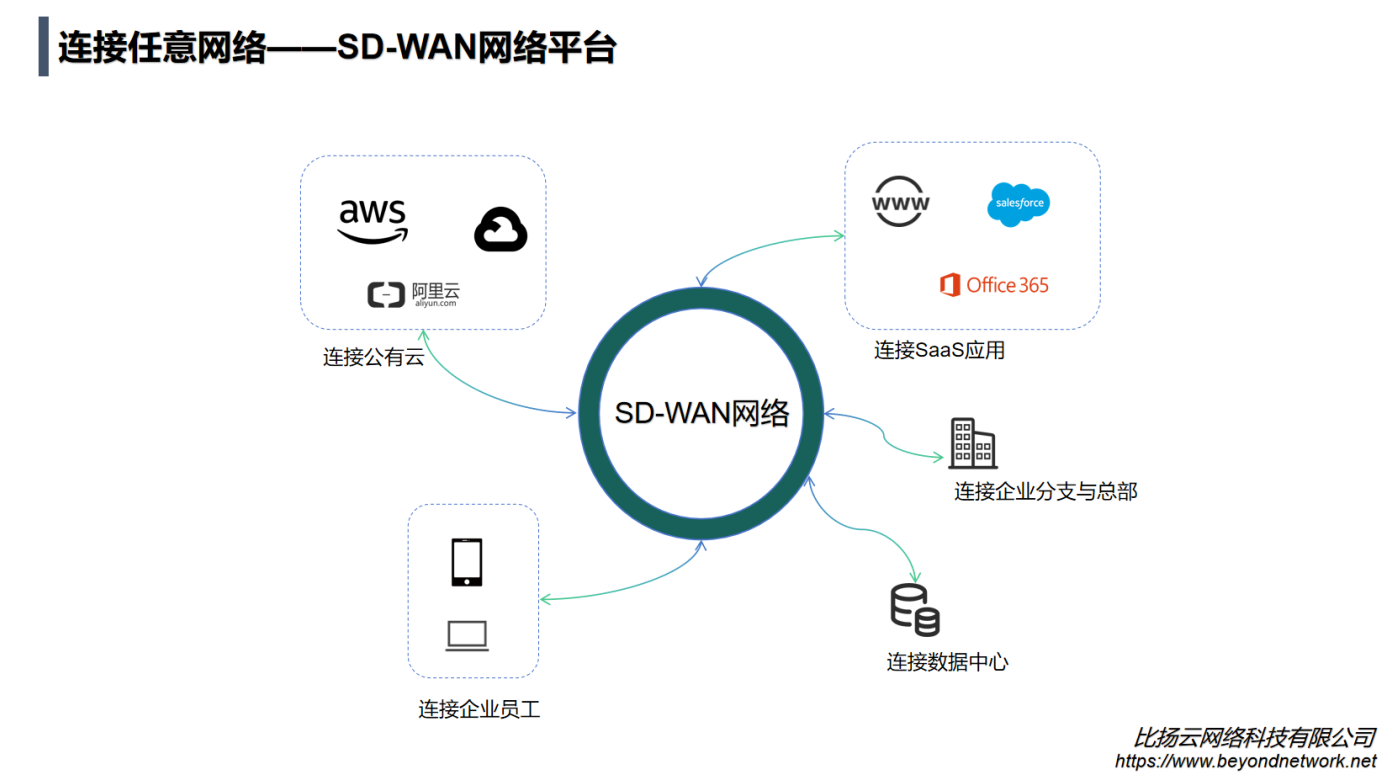 连接任意网络——SD-WAN网络平台
aws
阿里云
aliyun.com
连接公有云
www
salesforce
Office 365
连接SaaS应用
SD-WAN网络
连接企业分支与总部
连接数据中心
连接企业员工
比扬云网络科技有限公司
https://www.beyondnetwork.net